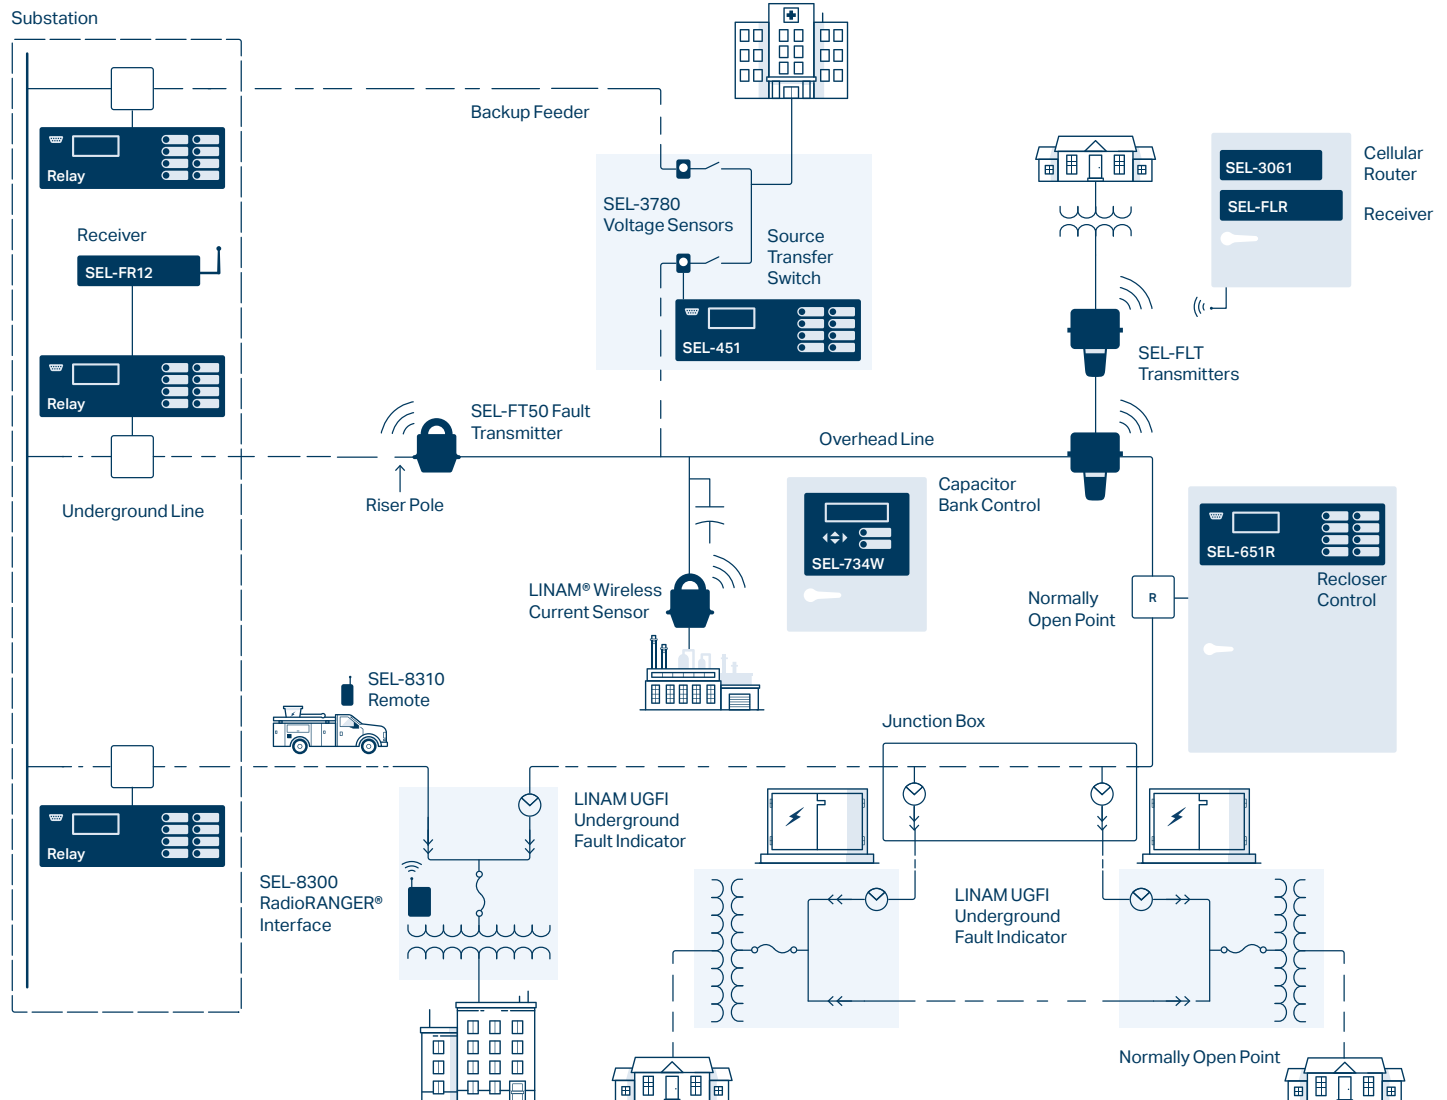 Substation
Relay
Receiver
SEL-FR12
Relay
Underground Line
Relay
Backup Feeder
SEL-3780
Voltage Sensors
Source
Transfer
Switch
SEL-451
SEL-FT50 Fault
Transmitter
Riser Pole
Overhead Line
SEL-3061
Cellular
Router
SEL-FLR
Receiver
SEL-FLT
Transmitters
Capacitor
Bank Control
SEL-734W
LINAM® Wireless
Current Sensor
Normally
Open Point
R
SEL-651R
Recloser
Control
SEL-8310
Remote
Junction Box
LINAM UGFI
Underground
Fault Indicator
SEL-8300
RadioRANGER®
Interface
LINAM UGFI
Underground
Fault Indicator
Normally Open Point